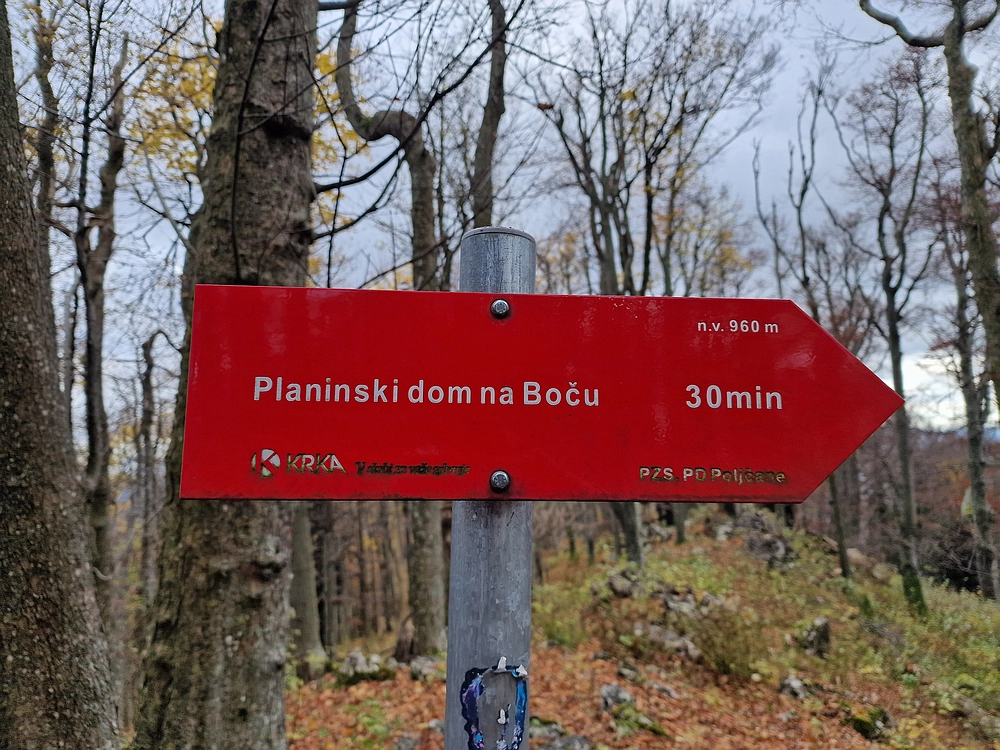 n.v. 960 m
Planinski dom na Boču 30min
KRKA
PZS, PD Poljčane